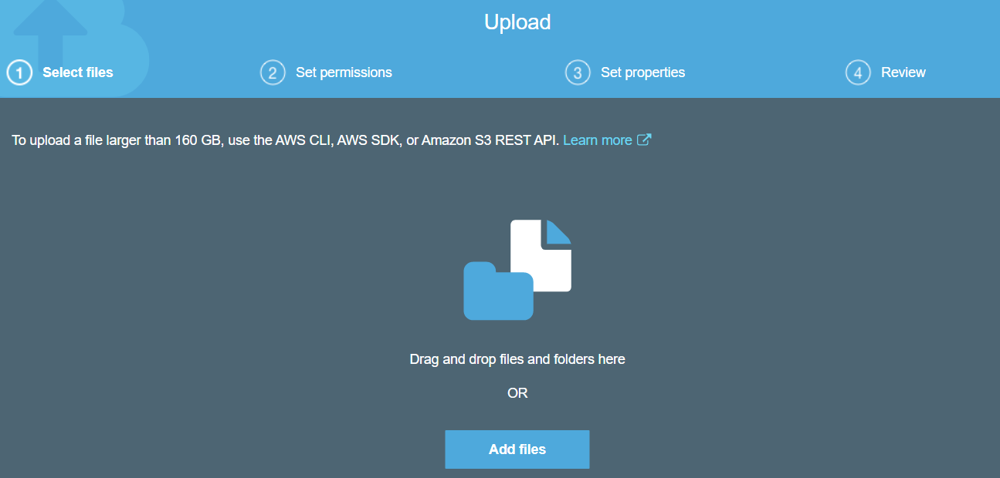 Upload
1 Select files 2 Set permissions 3 Set properties 4 Review
To upload a file larger than 160 GB, use the AWS CLI, AWS SDK, or Amazon S3 REST API. Learn more
Drag and drop files and folders here
OR
Add files